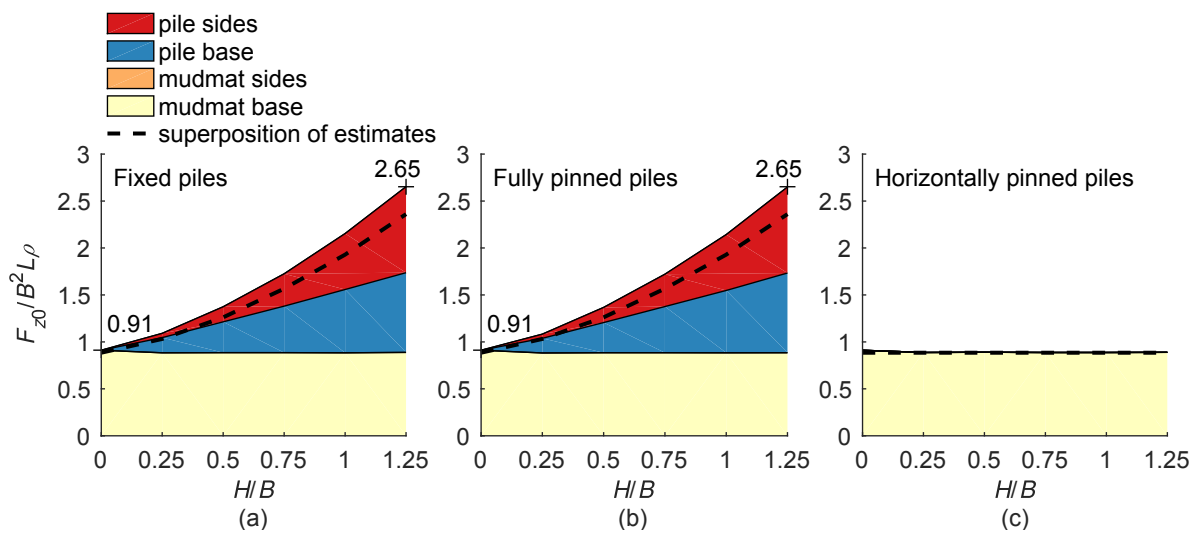 pile sides
pile base
mudmat sides
mudmat base
superposition of estimates
F_z0/B²Lρ
3
2.5
2
1.5
1
0.5
0
Fixed piles
2.65
0.91
0 0.25 0.5 0.75 1 1.25
H/B
(a)
3
2.5
2
1.5
1
0.5
0
Fully pinned piles
2.65
0.91
0 0.25 0.5 0.75 1 1.25
H/B
(b)
3
2.5
2
1.5
1
0.5
0
Horizontally pinned piles
0 0.25 0.5 0.75 1 1.25
H/B
(c)